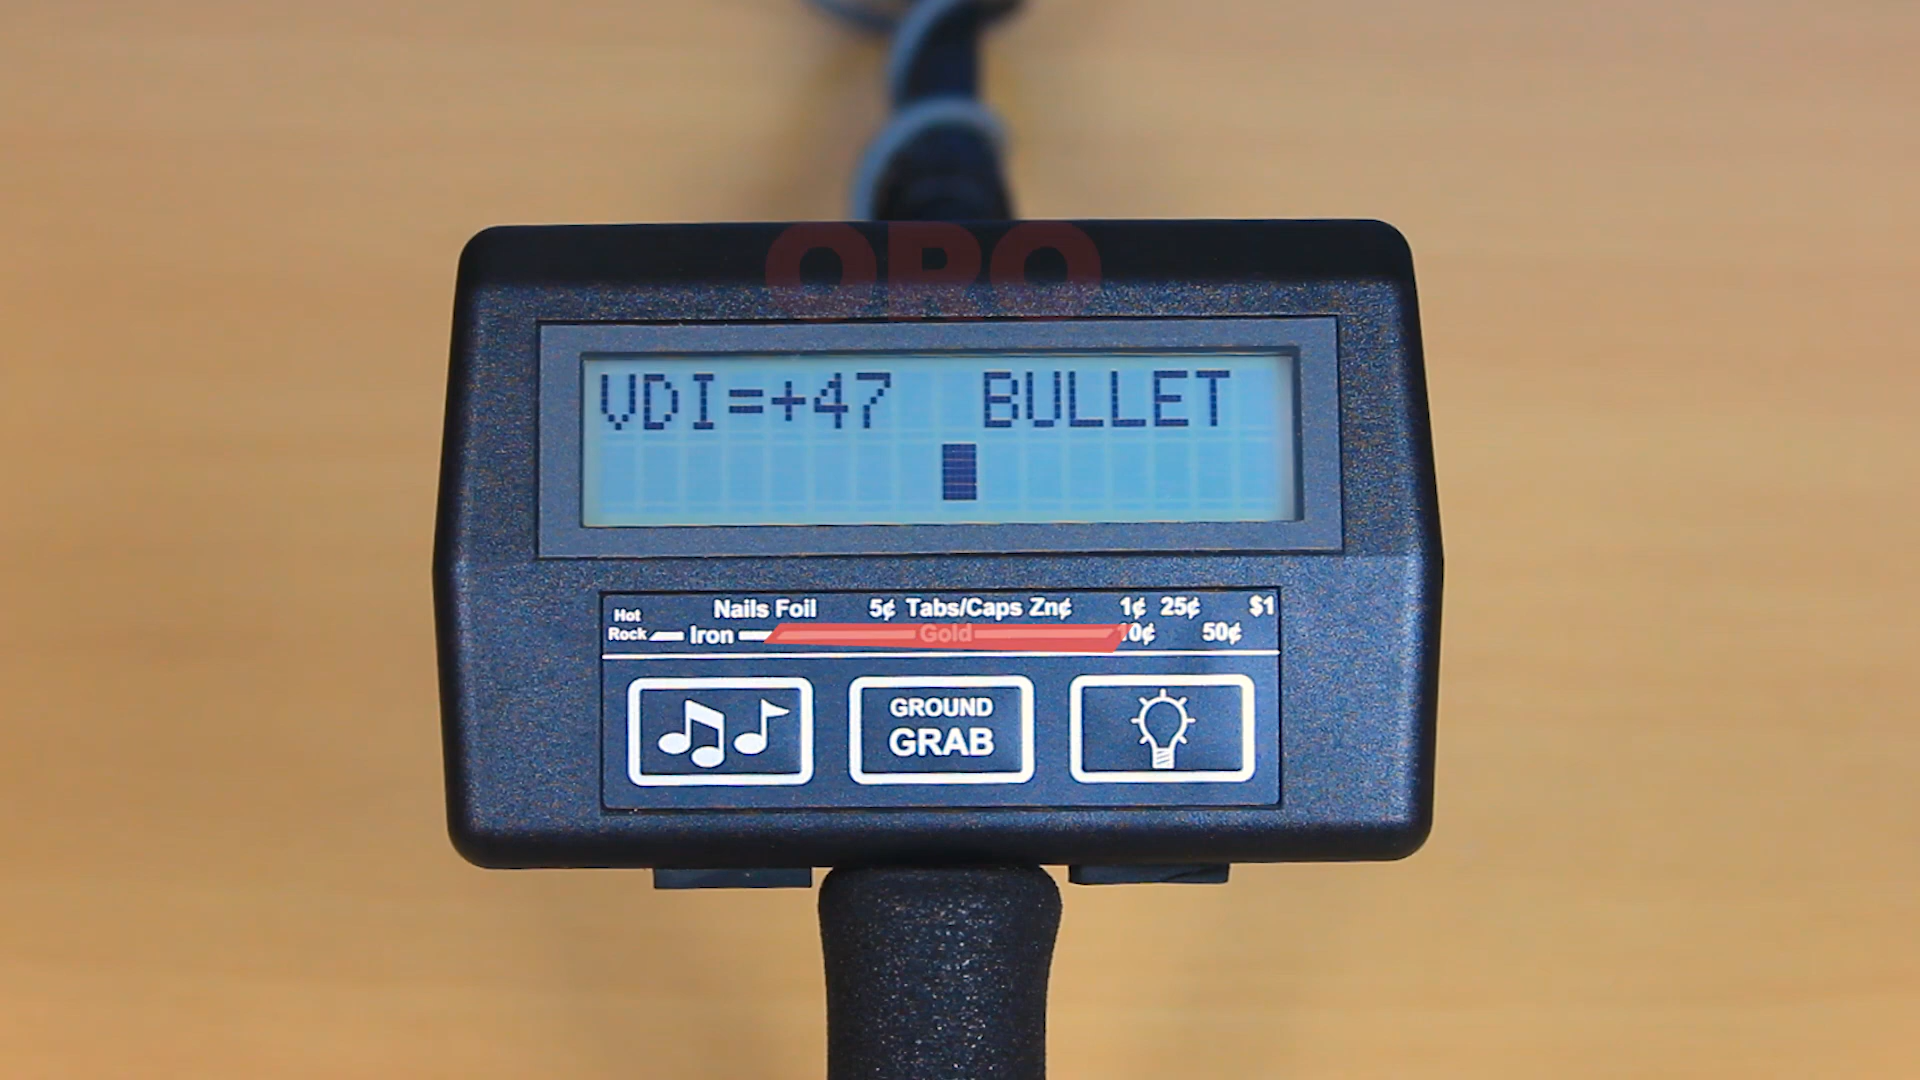 ORO
VDI=+47 BULLET
Nails Foil 5¢ Tabs/Caps Zn¢ 1¢ 25¢ $1
Hot Rock Iron Gold 10¢ 50¢
GROUND
GRAB